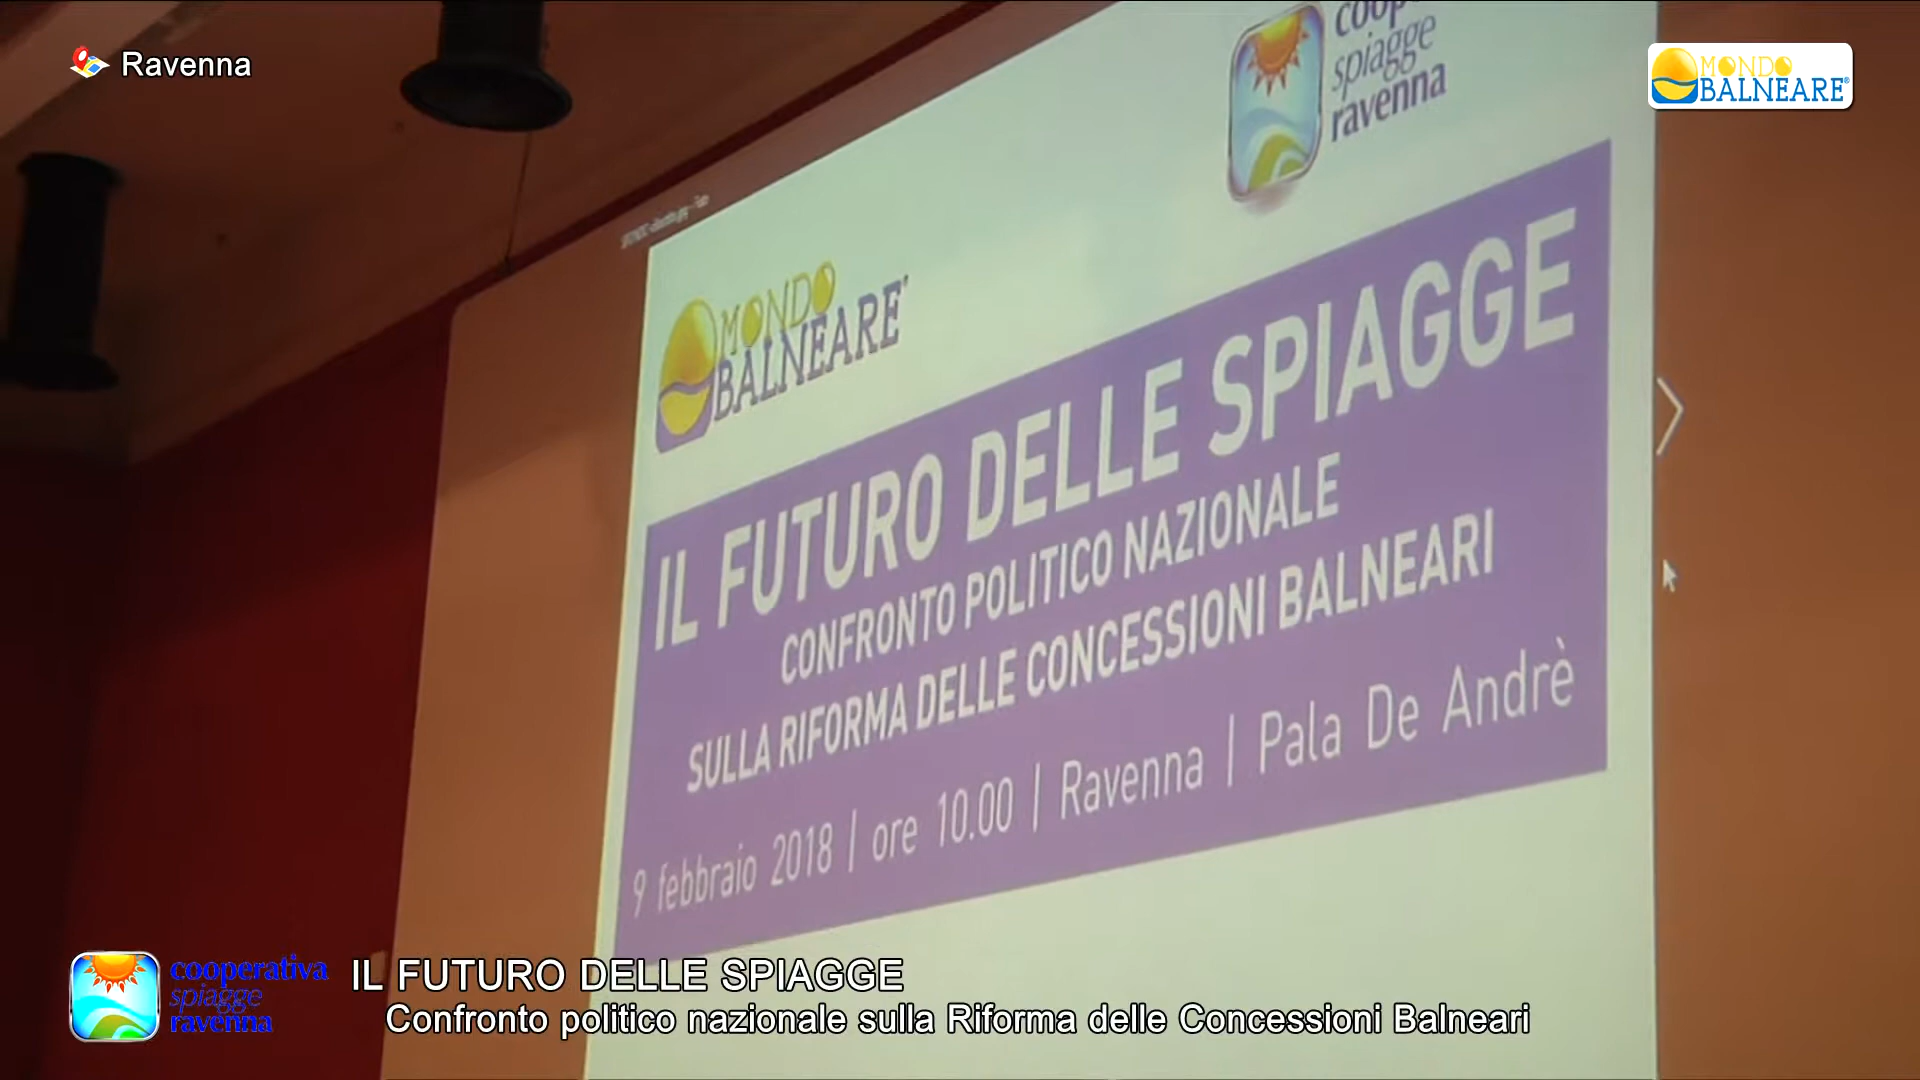 Ravenna
MONDO
BALNEARE®
spiagge
ravenna
MONDO
BALNEARE®
IL FUTURO DELLE SPIAGGE
CONFRONTO POLITICO NAZIONALE
SULLA RIFORMA DELLE CONCESSIONI BALNEARI
9 febbraio 2018 | ore 10.00 | Ravenna | Pala De Andrè
cooperativa
spiagge
ravenna
IL FUTURO DELLE SPIAGGE
Confronto politico nazionale sulla Riforma delle Concessioni Balneari